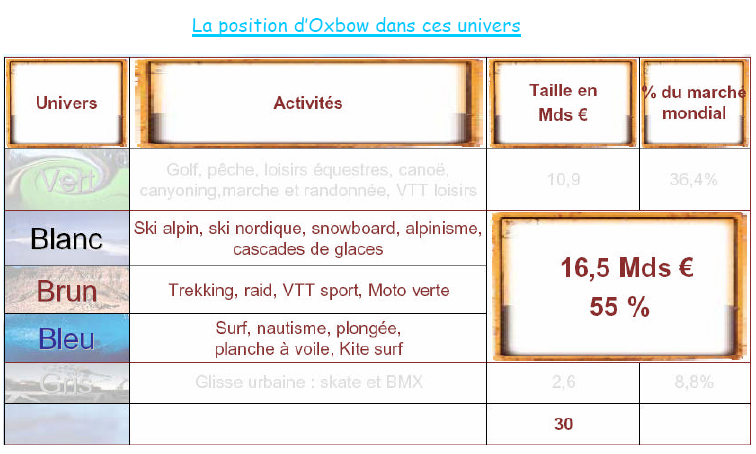 La position d’Oxbow dans ces univers
Univers
Activités
Taille en
Mds €
% du marché
mondial
Vert
Golf, pêche, loisirs équestres, canoë,
canyoning,marche et randonnée, VTT loisirs
10,9
36,4%
Blanc
Ski alpin, ski nordique, snowboard, alpinisme,
cascades de glaces
16,5 Mds €
55 %
Brun
Trekking, raid, VTT sport, Moto verte
Bleu
Surf, nautisme, plongée,
planche à voile, Kite surf
Gris
Glisse urbaine : skate et BMX
2,6
8,8%
30